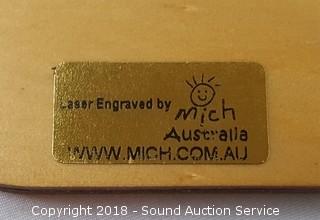 Laser Engraved by
mich
Australia
WWW.MICH.COM.AU
Copyright 2018 - Sound Auction Service